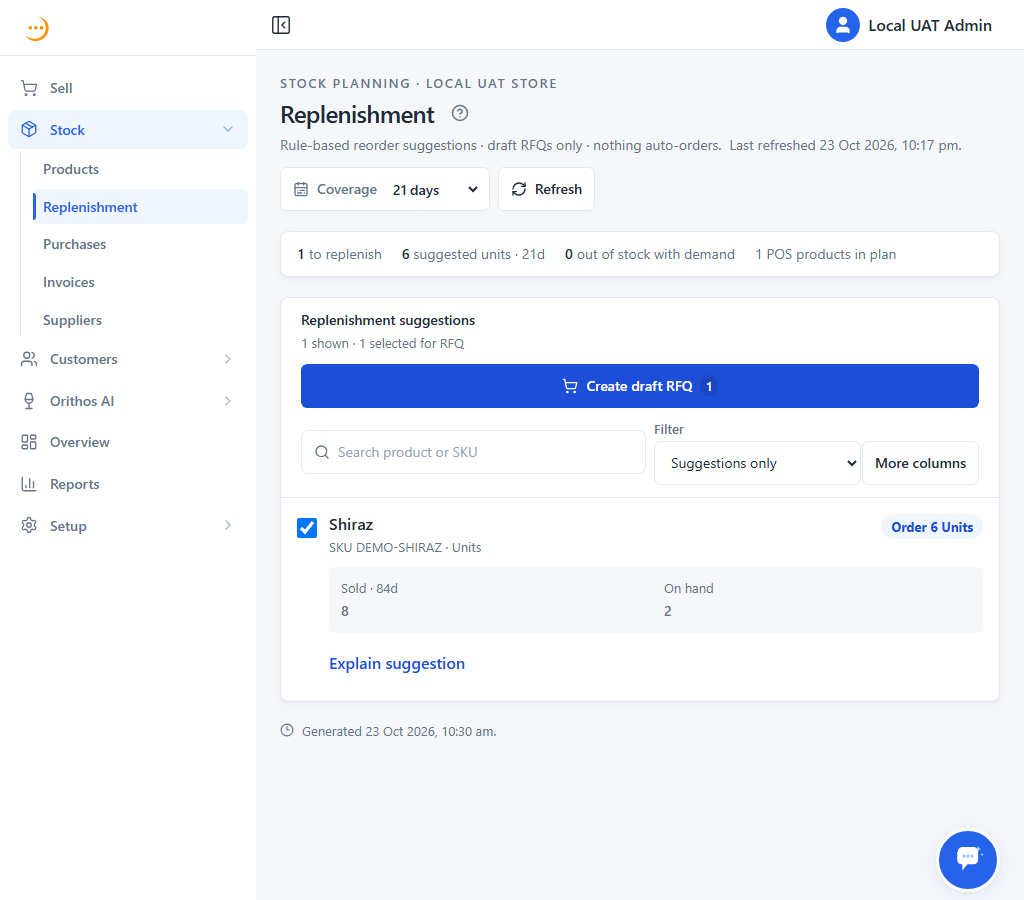 Local UAT Admin
Sell
Stock
Products
Replenishment
Purchases
Invoices
Suppliers
Customers
Orithos AI
Overview
Reports
Setup
STOCK PLANNING · LOCAL UAT STORE
Replenishment
Rule-based reorder suggestions · draft RFQs only · nothing auto-orders. Last refreshed 23 Oct 2026, 10:17 pm.
Coverage 21 days
Refresh
1 to replenish 6 suggested units · 21d 0 out of stock with demand 1 POS products in plan
Replenishment suggestions
1 shown · 1 selected for RFQ
Create draft RFQ 1
Filter
Search product or SKU
Suggestions only
More columns
Shiraz
Order 6 Units
SKU DEMO-SHIRAZ · Units
Sold · 84d On hand
8 2
Explain suggestion
Generated 23 Oct 2026, 10:30 am.